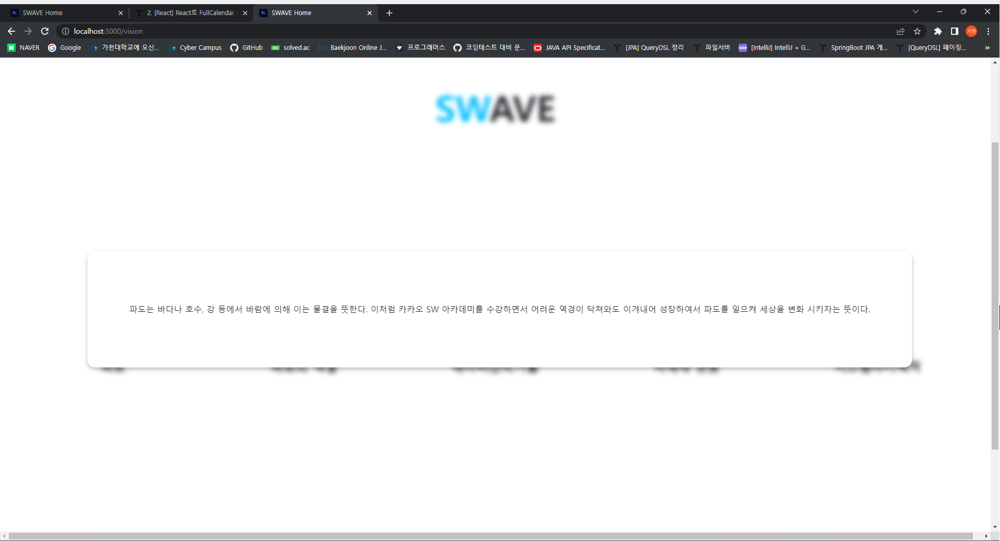 SWAVE Home
2. [React] React로 FullCalendar
SWAVE Home
localhost:3000/vision
기현
NAVER
Google
가천대학교에 오신...
Cyber Campus
GitHub
AC solved.ac
Baekjoon Online J...
프로그래머스
코딩테스트 대비 문...
JAVA API Specificat...
[JPA] QueryDSL 정리
파일서버
GDH [IntelliJ] IntelliJ + G...
SpringBoot JPA 게...
[QueryDSL] 페이징...
SWAVE
파도는 바다나 호수, 강 등에서 바람에 의해 이는 물결을 뜻한다. 이처럼 카카오 SW 아카데미를 수강하면서 어려운 역경이 닥쳐와도 이겨내어 성장하여서 파도를 일으켜 세상을 변화 시키자는 뜻이다.